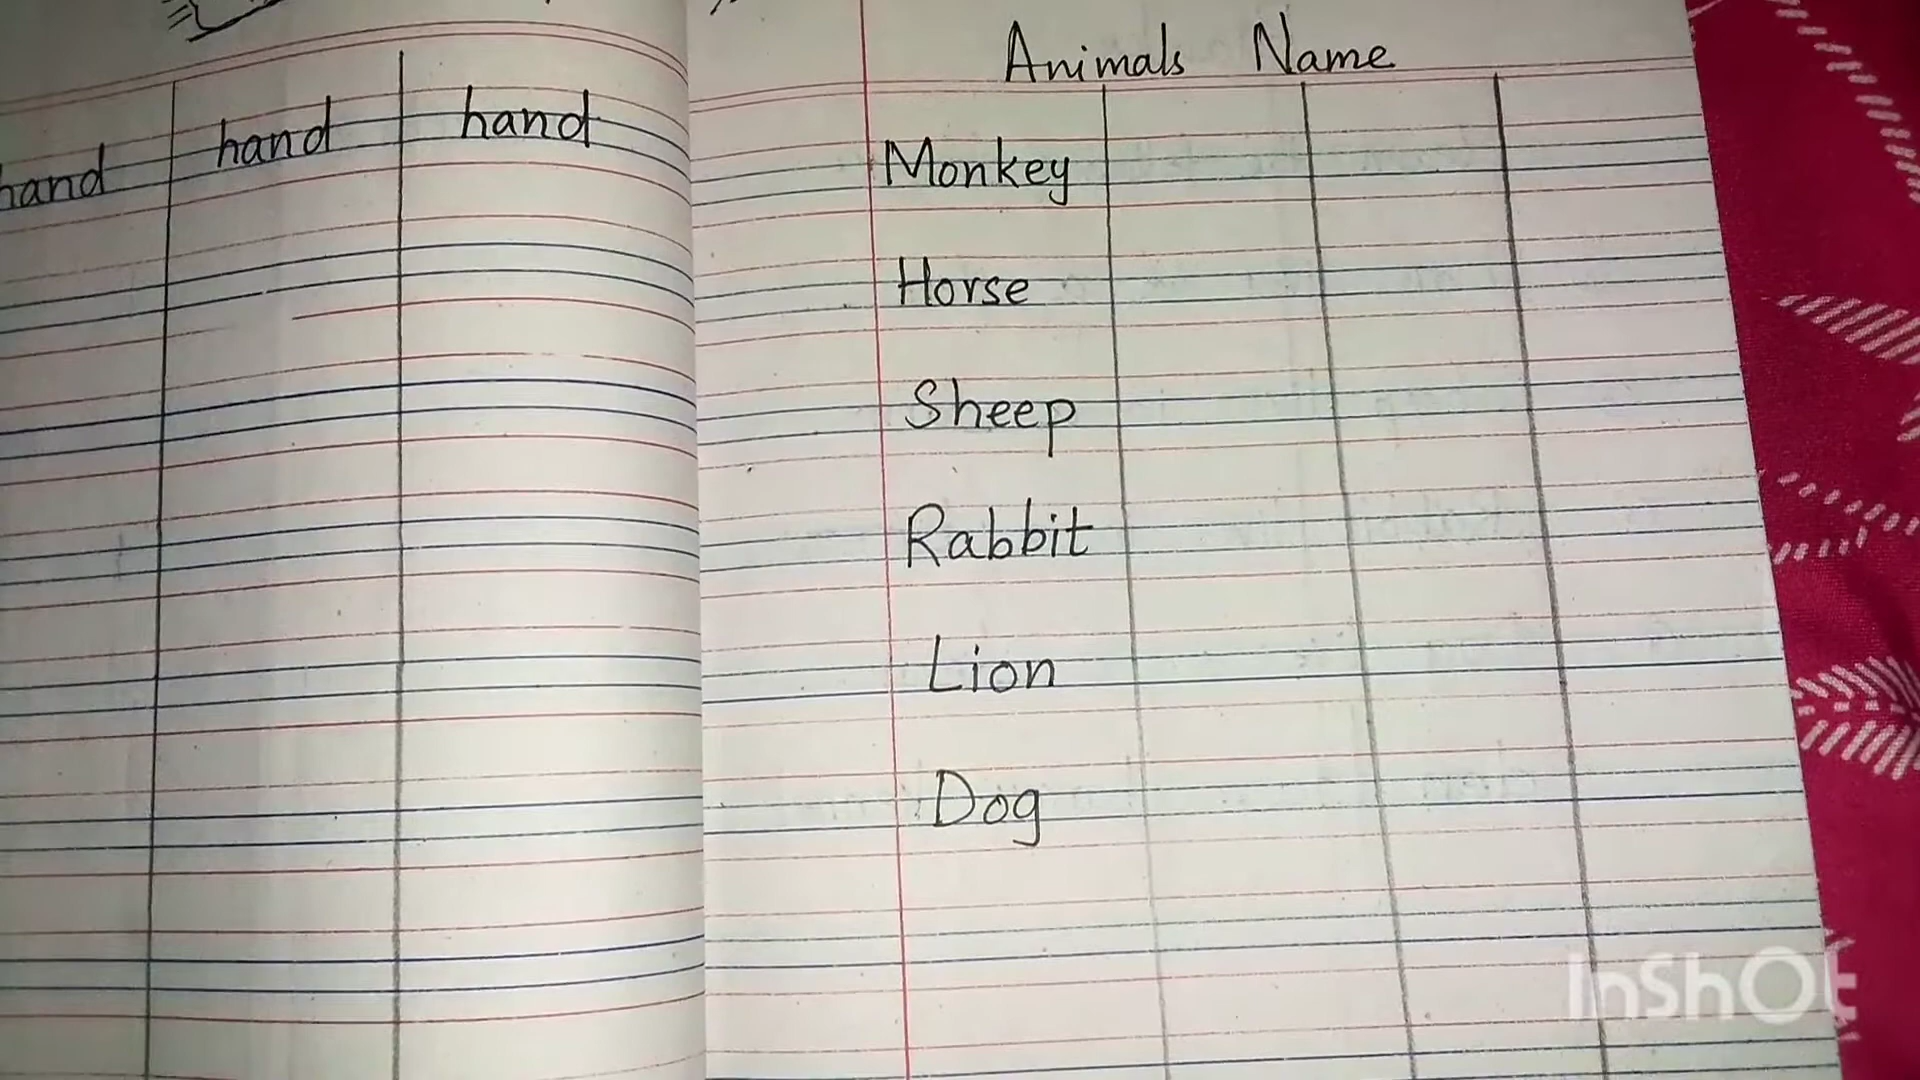 hand hand hand
Animals Name
Monkey
Horse
Sheep
Rabbit
Lion
Dog
InShOt